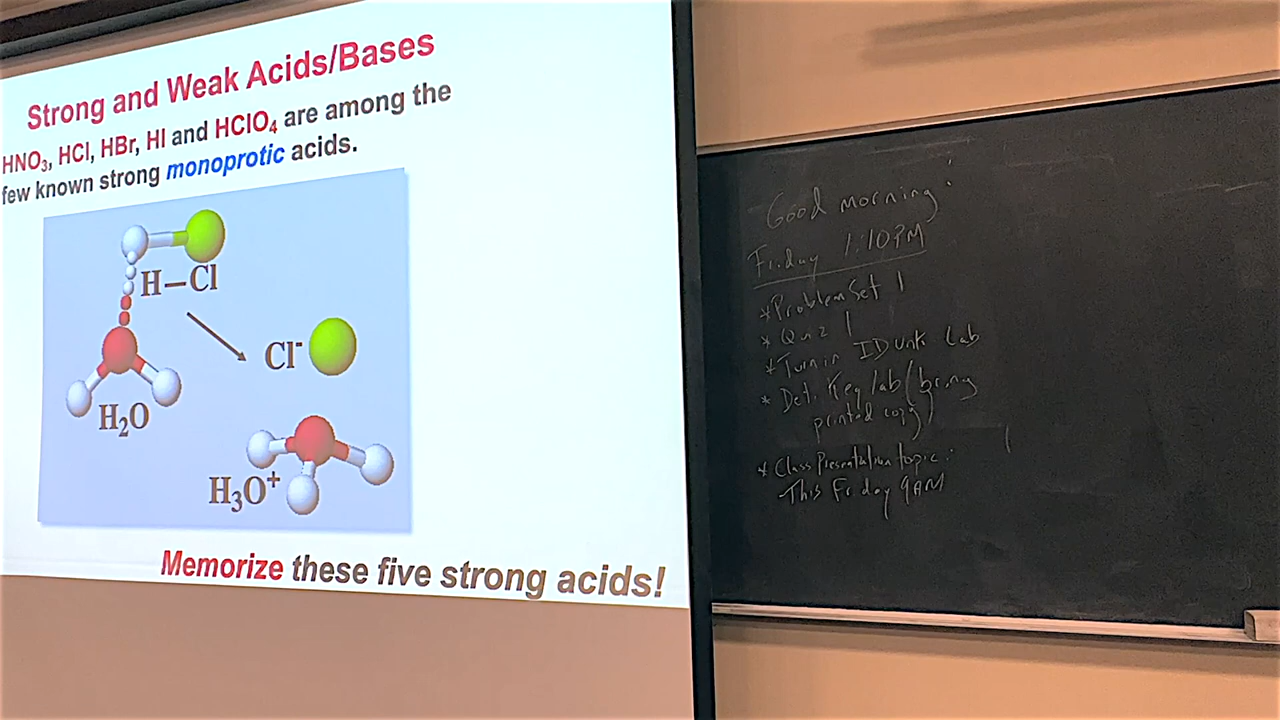 Strong and Weak Acids/Bases
HNO₃, HCl, HBr, HI and HClO₄ are among the
few known strong monoprotic acids.
H–Cl
Cl⁻
H₂O
H₃O⁺
Memorize these five strong acids!
Good morning!
Friday 1:10PM
*Problem Set 1
* Quiz 1
*Turn in ID Unk Lab
* Det. Keq lab (bring
printed copy)
* Class Presentation topic:
This Friday 9AM